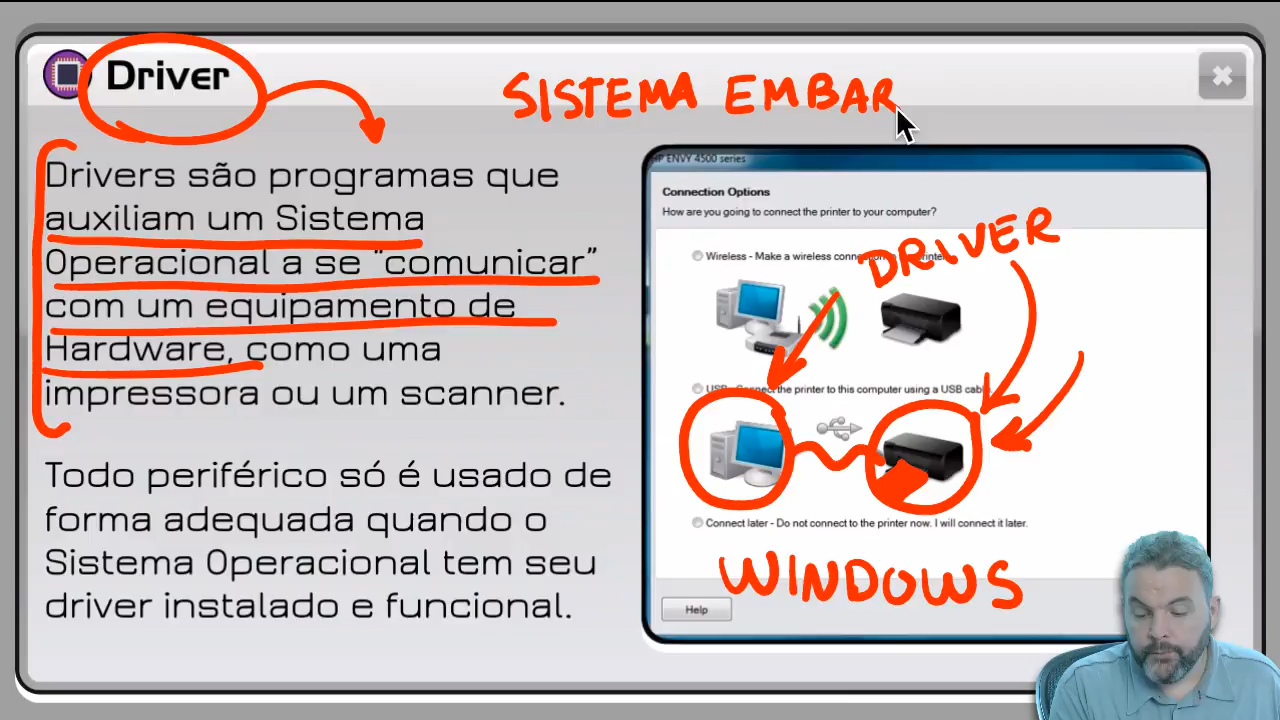 Driver
SISTEMA EMBAR
Drivers são programas que
auxiliam um Sistema
Operacional a se “comunicar”
com um equipamento de
Hardware, como uma
impressora ou um scanner.
Todo periférico só é usado de
forma adequada quando o
Sistema Operacional tem seu
driver instalado e funcional.
HP ENVY 4500 series
Connection Options
How are you going to connect the printer to your computer?
DRIVER
Wireless - Make a wireless
USB - Connect the printer to this computer using a USB cable
Connect later - Do not connect to the printer now. I will connect it later.
WINDOWS
Help